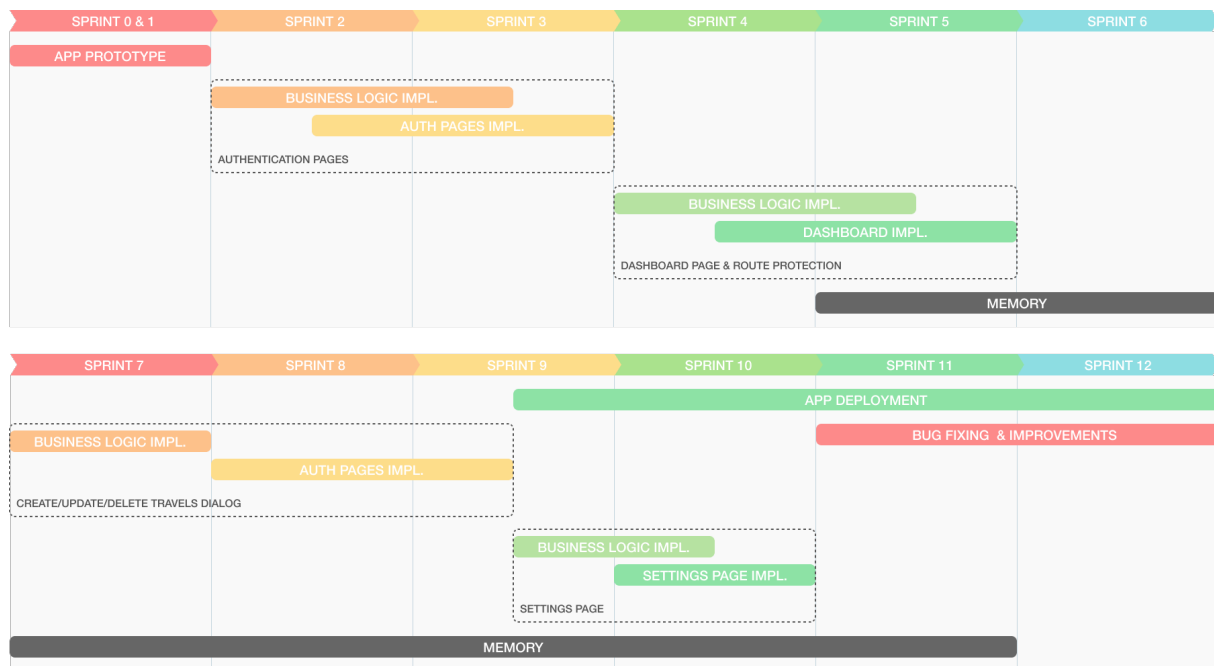 SPRINT 0 & 1
SPRINT 2
SPRINT 3
SPRINT 4
SPRINT 5
SPRINT 6
APP PROTOTYPE
BUSINESS LOGIC IMPL.
AUTH PAGES IMPL.
AUTHENTICATION PAGES
BUSINESS LOGIC IMPL.
DASHBOARD IMPL.
DASHBOARD PAGE & ROUTE PROTECTION
MEMORY
SPRINT 7
SPRINT 8
SPRINT 9
SPRINT 10
SPRINT 11
SPRINT 12
APP DEPLOYMENT
BUG FIXING & IMPROVEMENTS
BUSINESS LOGIC IMPL.
AUTH PAGES IMPL.
CREATE/UPDATE/DELETE TRAVELS DIALOG
BUSINESS LOGIC IMPL.
SETTINGS PAGE IMPL.
SETTINGS PAGE
MEMORY